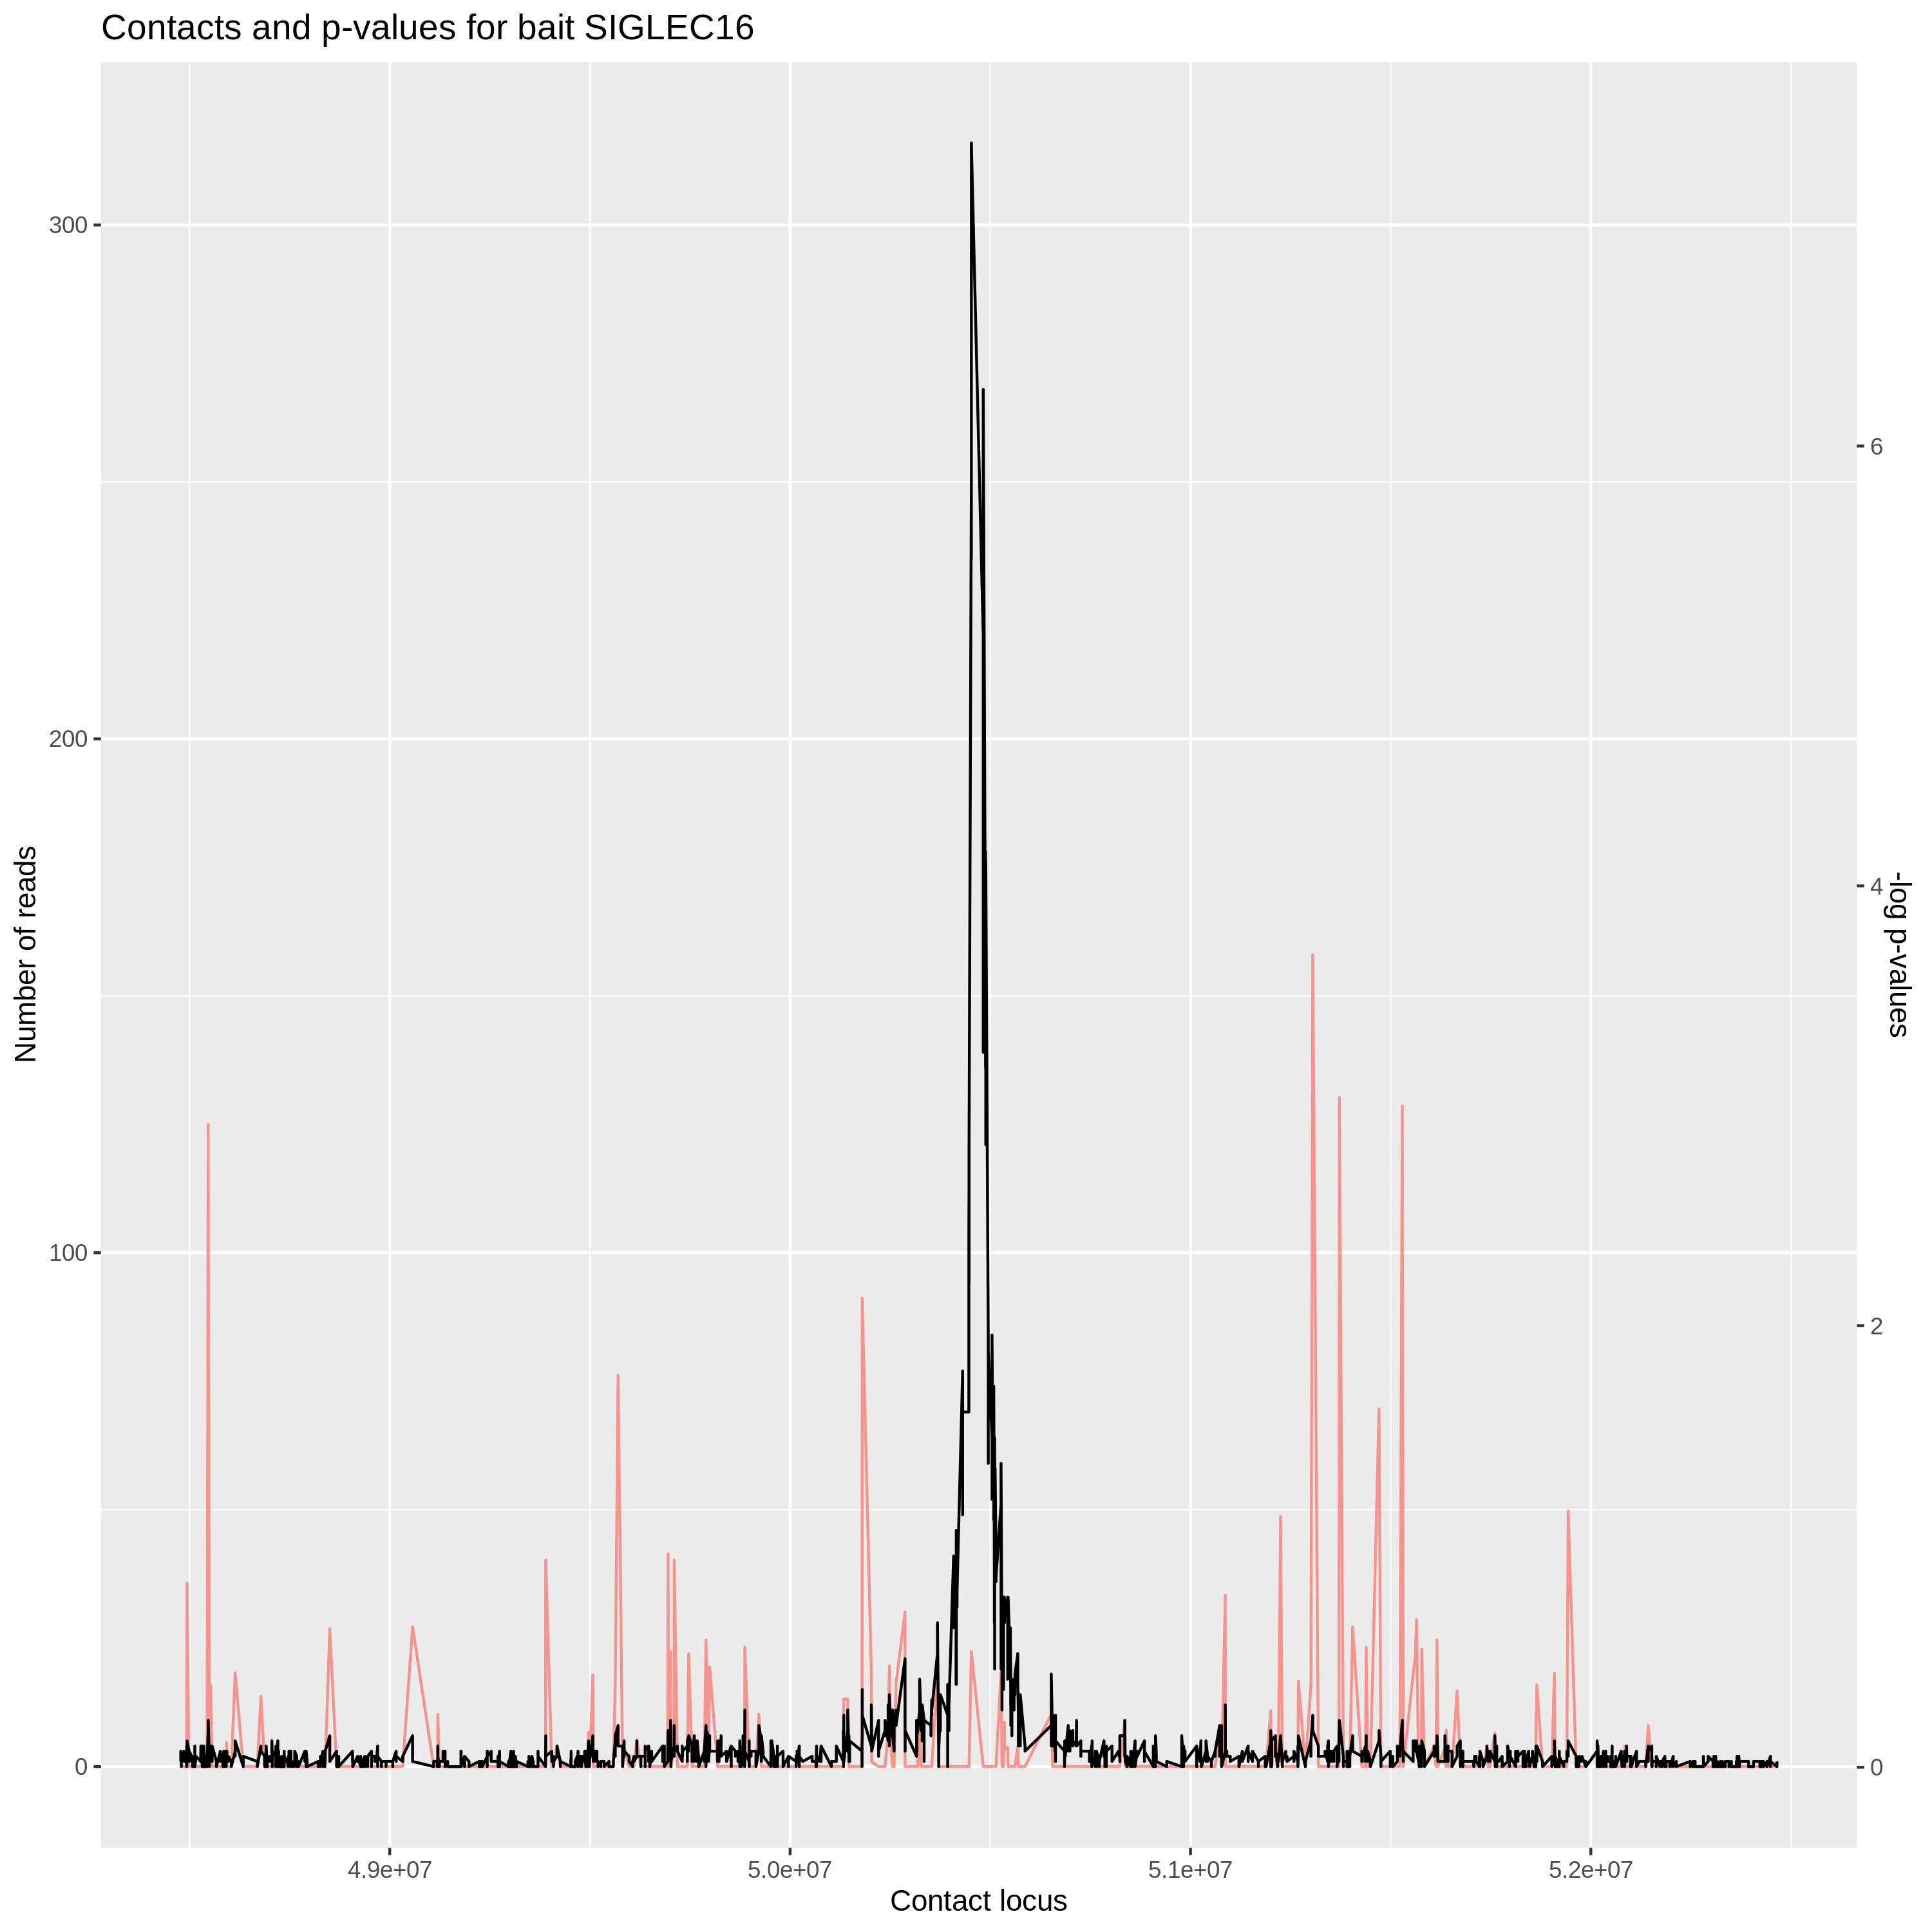 Contacts and p-values for bait SIGLEC16
300
200
100
0
Number of reads
6
4
2
0
-log p-values
4.9e+07
5.0e+07
5.1e+07
5.2e+07
Contact locus